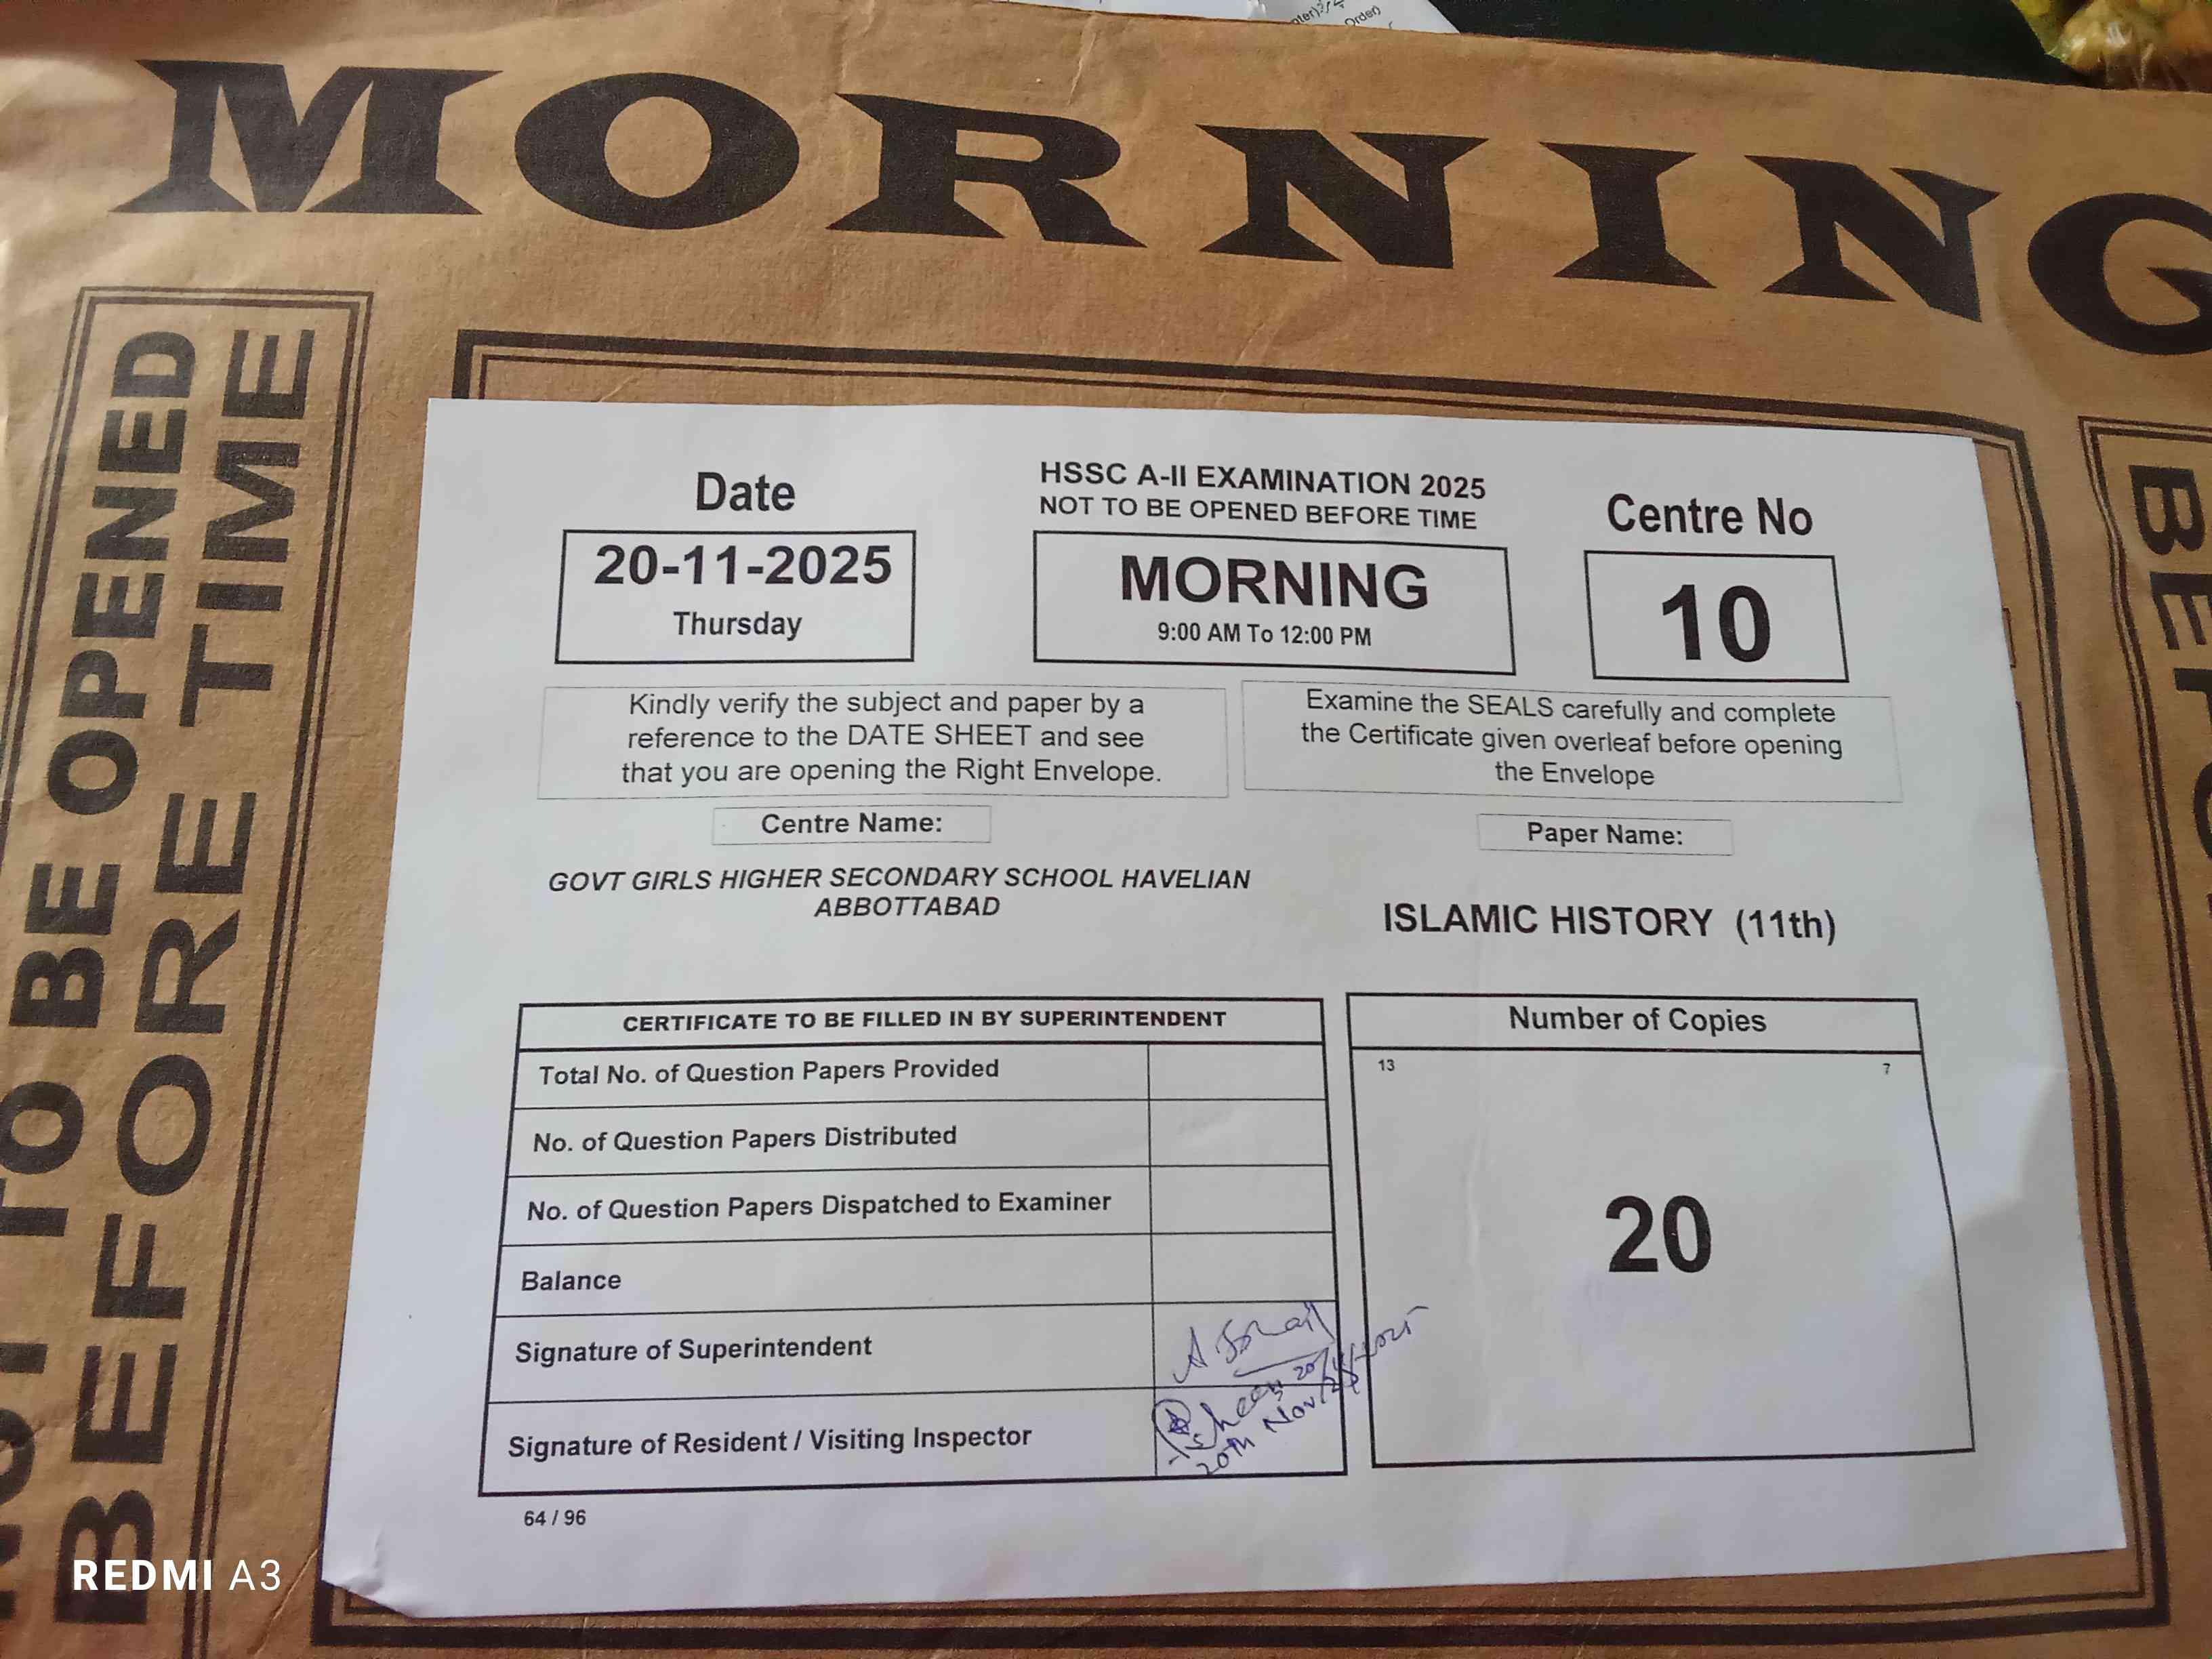 nter)
Order)
MORNING
NOT TO BE OPENED
BEFORE TIME
Date
20-11-2025
Thursday
HSSC A-II EXAMINATION 2025
NOT TO BE OPENED BEFORE TIME
MORNING
9:00 AM To 12:00 PM
Centre No
10
Kindly verify the subject and paper by a
reference to the DATE SHEET and see
that you are opening the Right Envelope.
Examine the SEALS carefully and complete
the Certificate given overleaf before opening
the Envelope
Centre Name:
GOVT GIRLS HIGHER SECONDARY SCHOOL HAVELIAN
ABBOTTABAD
Paper Name:
ISLAMIC HISTORY (11th)
CERTIFICATE TO BE FILLED IN BY SUPERINTENDENT
Total No. of Question Papers Provided
No. of Question Papers Distributed
No. of Question Papers Dispatched to Examiner
Balance
Signature of Superintendent
Signature of Resident / Visiting Inspector
20th Nov
Number of Copies
13
7
20
64 / 96
BEFO
REDMI A3